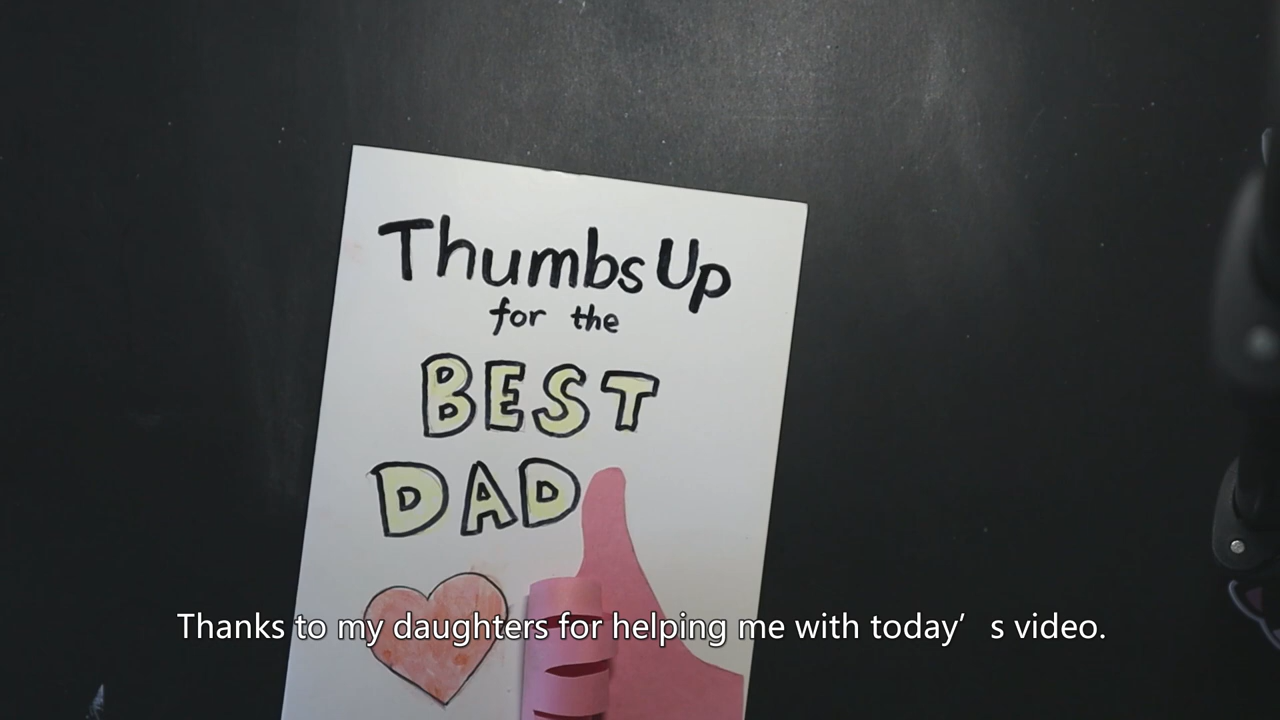 Thumbs Up
for the
BEST
DAD
Thanks to my daughters for helping me with today’s video.